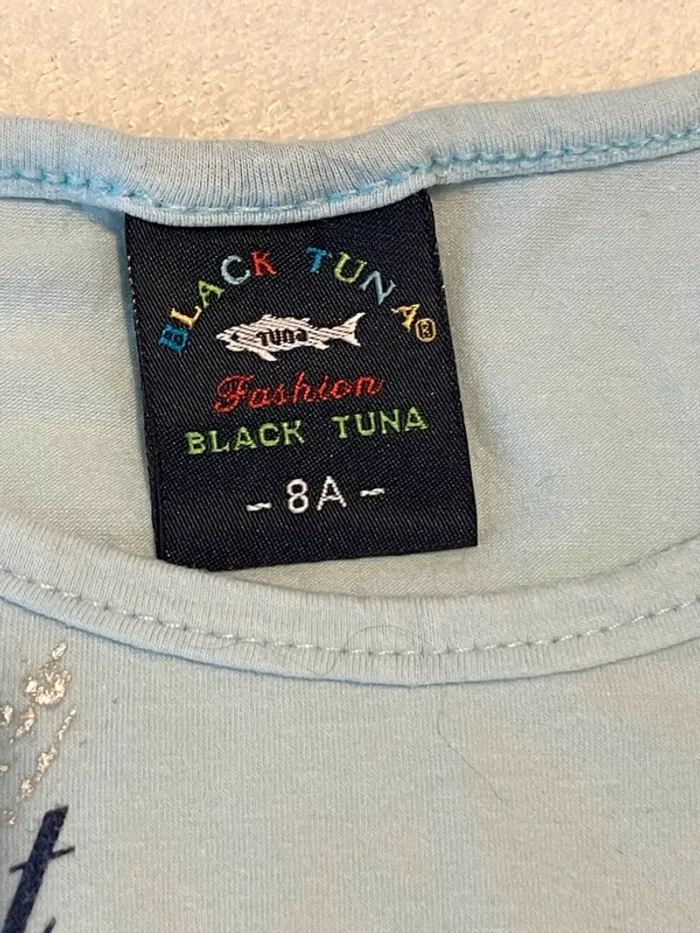 BLACK TUNA®
TUNA
Fashion
BLACK TUNA
-8A-
t